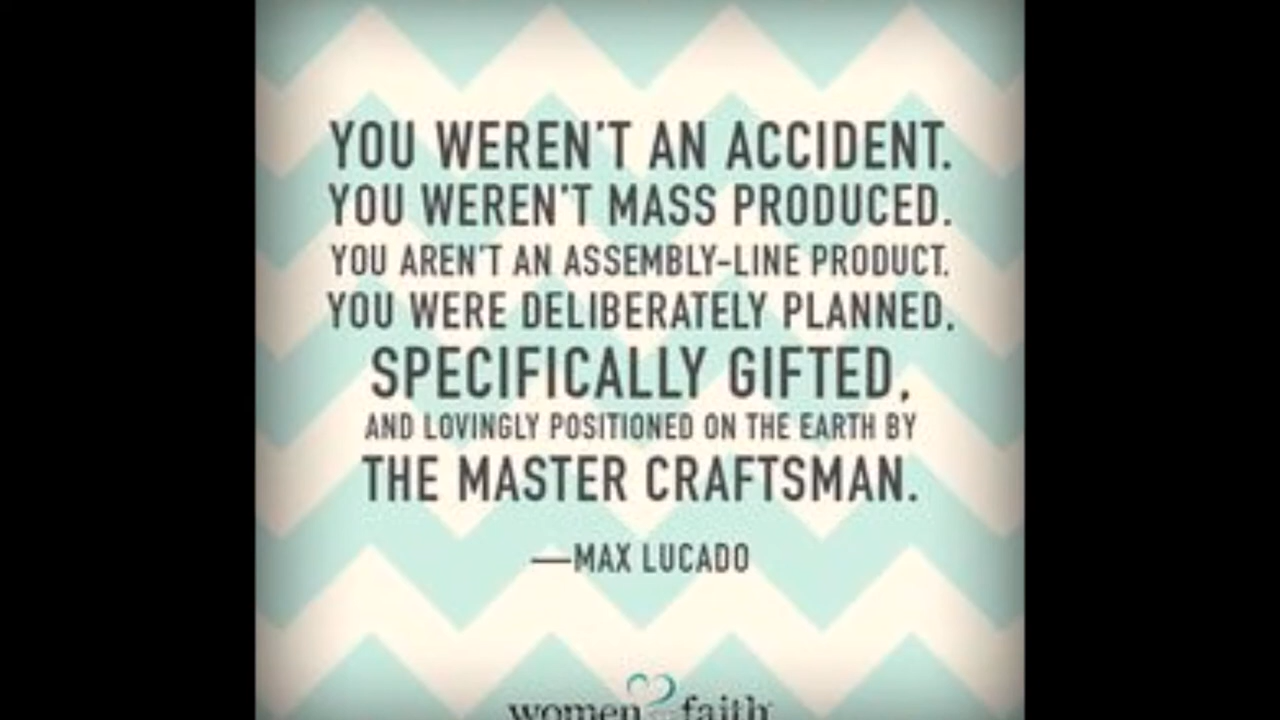 YOU WEREN'T AN ACCIDENT.
YOU WEREN'T MASS PRODUCED.
YOU AREN'T AN ASSEMBLY-LINE PRODUCT.
YOU WERE DELIBERATELY PLANNED,
SPECIFICALLY GIFTED,
AND LOVINGLY POSITIONED ON THE EARTH BY
THE MASTER CRAFTSMAN.
—MAX LUCADO
women faith